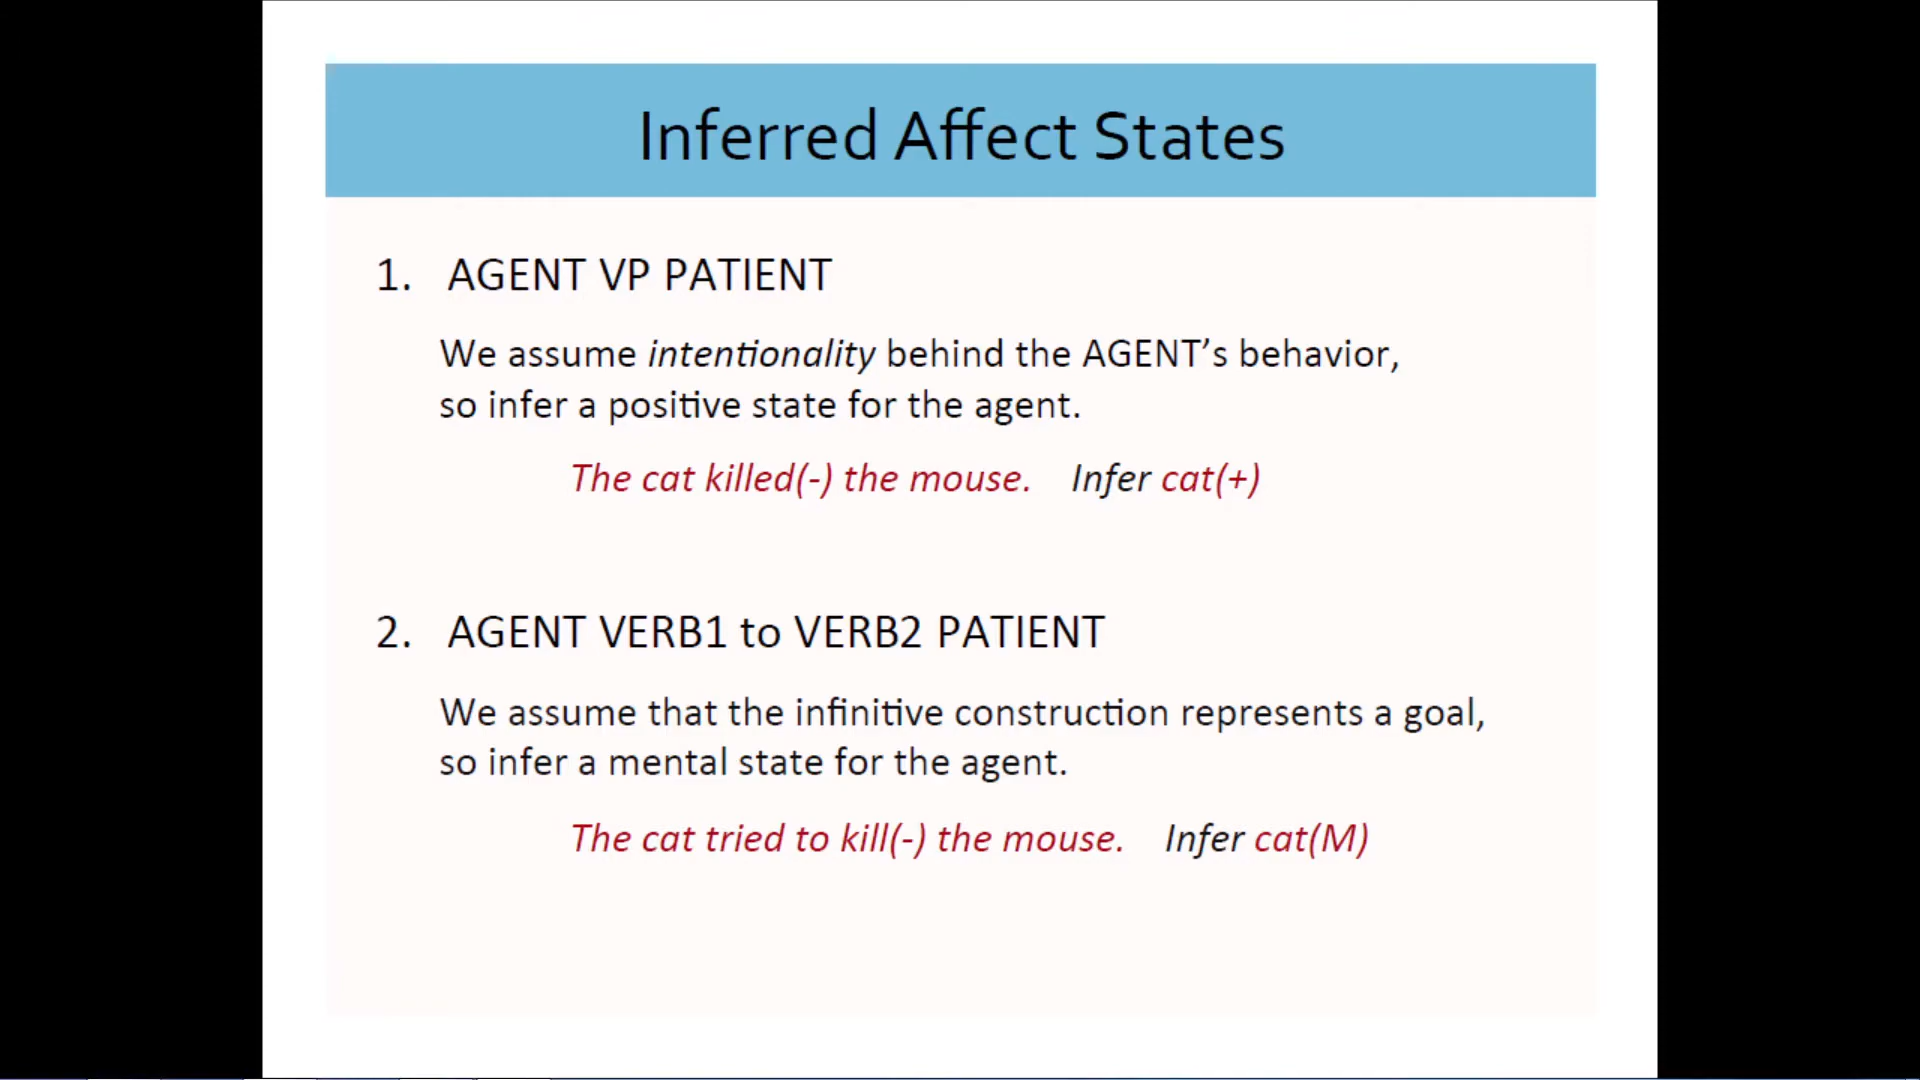 Inferred Affect States
1. AGENT VP PATIENT
We assume intentionality behind the AGENT’s behavior,
so infer a positive state for the agent.
The cat killed(-) the mouse. Infer cat(+)
2. AGENT VERB1 to VERB2 PATIENT
We assume that the infinitive construction represents a goal,
so infer a mental state for the agent.
The cat tried to kill(-) the mouse. Infer cat(M)